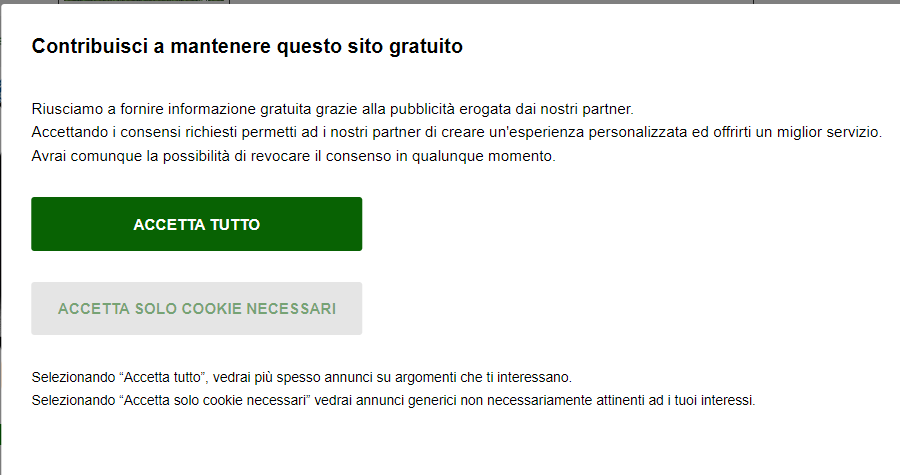 Contribuisci a mantenere questo sito gratuito
Riusciamo a fornire informazione gratuita grazie alla pubblicità erogata dai nostri partner.
Accettando i consensi richiesti permetti ad i nostri partner di creare un'esperienza personalizzata ed offrirti un miglior servizio.
Avrai comunque la possibilità di revocare il consenso in qualunque momento.
ACCETTA TUTTO
ACCETTA SOLO COOKIE NECESSARI
Selezionando “Accetta tutto”, vedrai più spesso annunci su argomenti che ti interessano.
Selezionando “Accetta solo cookie necessari” vedrai annunci generici non necessariamente attinenti ad i tuoi interessi.